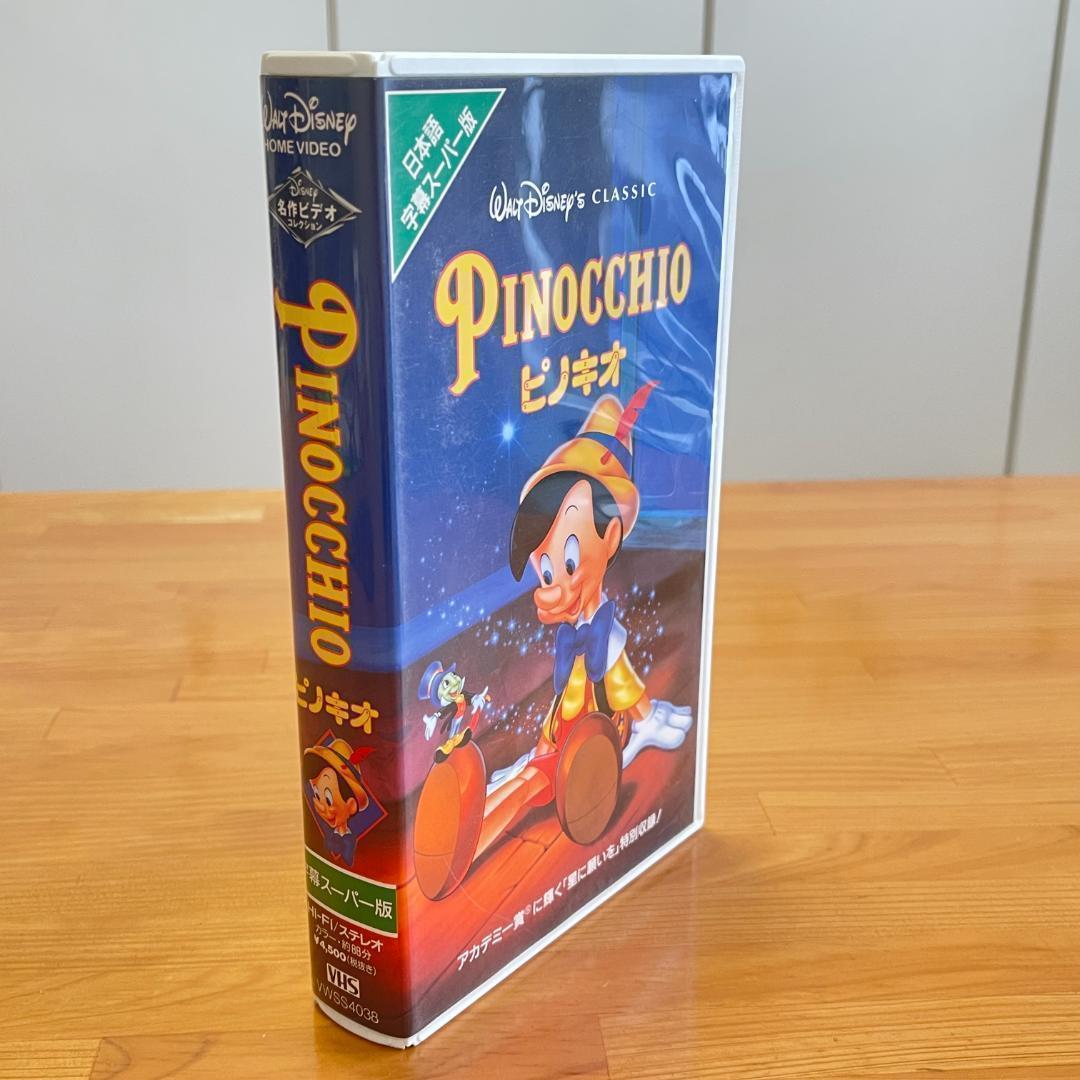 WALT DISNEY
HOME VIDEO
DISNEY
名作ビデオ
コレクション
PINOCCHIO
ピノキオ
字幕スーパー版
HI-FI/ステレオ
カラー・約88分
¥4,500(税抜き)
VHS
VWSS4038
日本語
字幕スーパー版
WALT DISNEY'S CLASSIC
PINOCCHIO
ピノキオ
アカデミー賞®に輝く「星に願いを」特別収録!